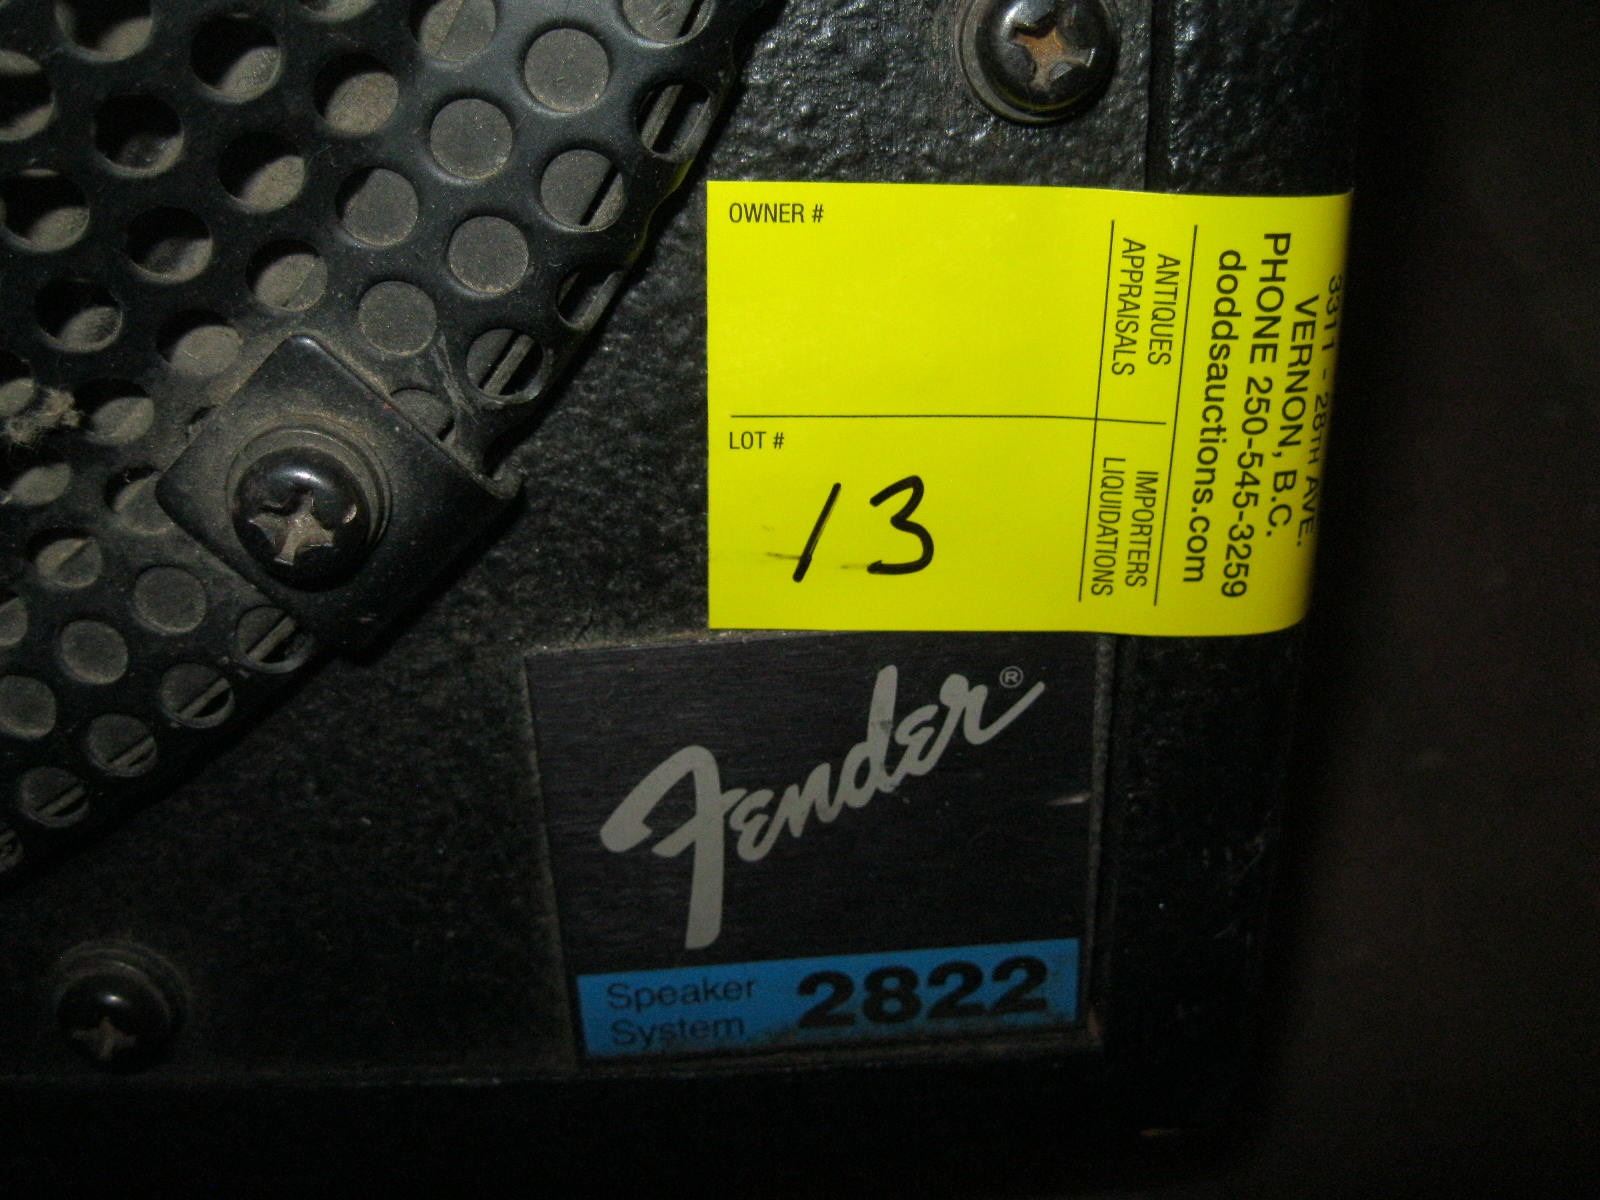 OWNER #
LOT #
13
ANTIQUES
APPRAISALS
IMPORTERS
LIQUIDATIONS
3311 - 28TH AVE.
VERNON, B.C.
PHONE 250-545-3259
doddsauctions.com
Fender®
Speaker
System
2822